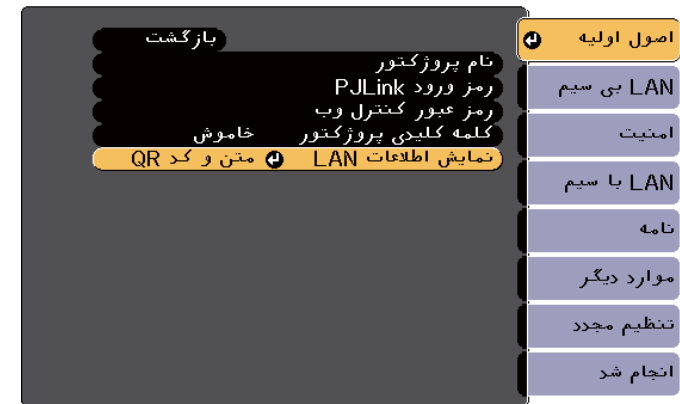 اصول اولیه
LAN بی سیم
امنیت
LAN با سیم
نامه
موارد دیگر
تنظیم مجدد
انجام شد
بازگشت
نام پروژکتور
رمز ورود PJLink
رمز عبور کنترل وب
کلمه کلیدی پروژکتور خاموش
نمایش اطلاعات LAN متن و کد QR